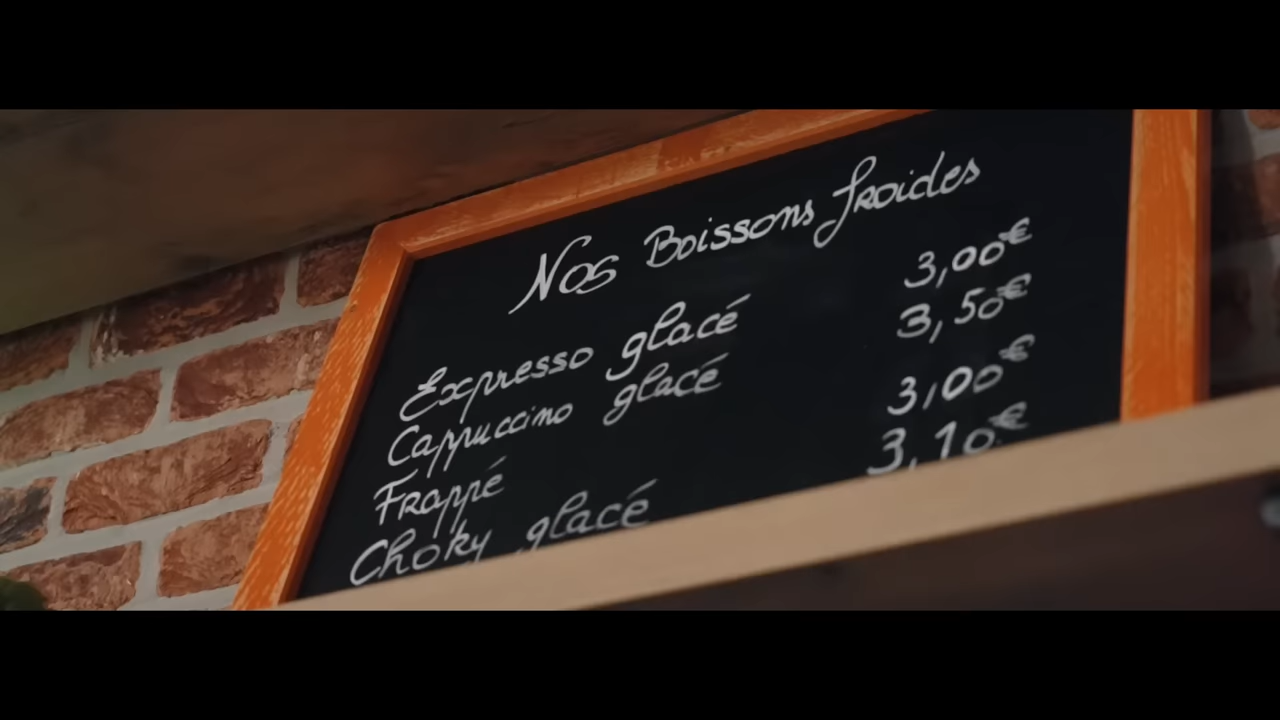 Nos Boissons froides
Expresso glacé 3,00€
Cappuccino glacé 3,50€
Frappé 3,00€
Choky glacé 3,10€